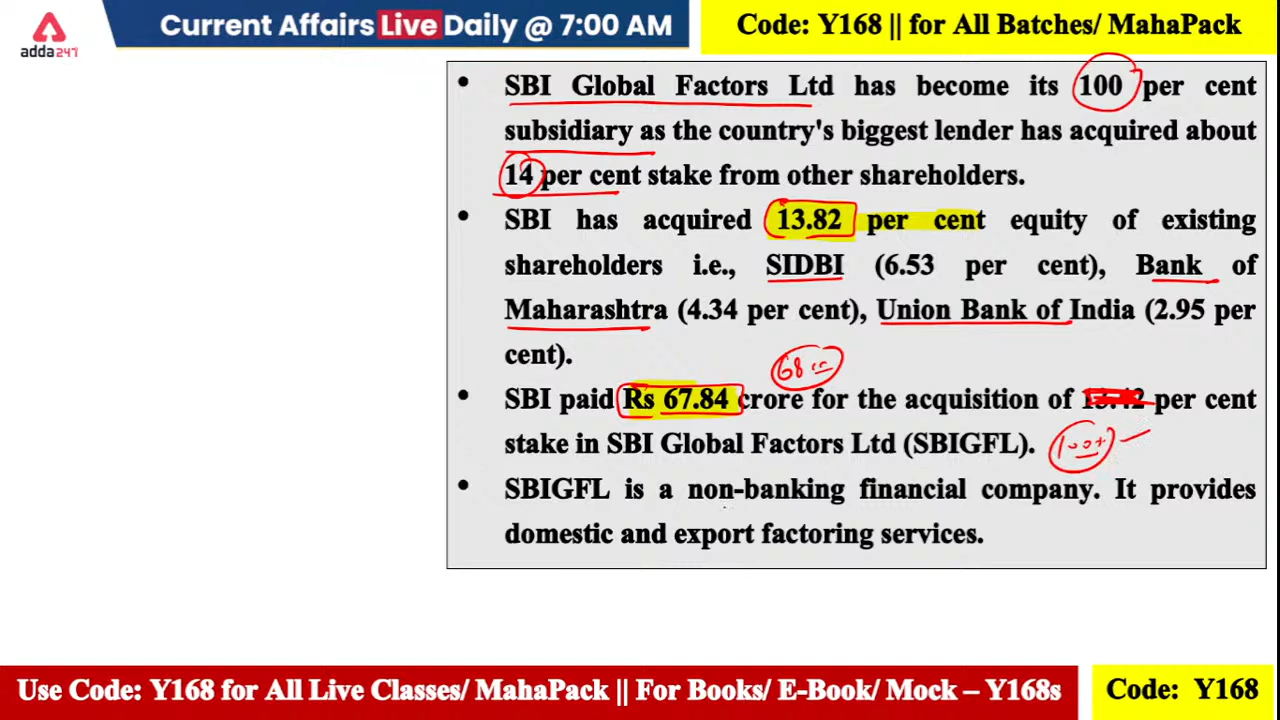 Current Affairs Live Daily @ 7:00 AM
Code: Y168 || for All Batches/ MahaPack
adda247
• SBI Global Factors Ltd has become its 100 per cent
subsidiary as the country's biggest lender has acquired about
14 per cent stake from other shareholders.
• SBI has acquired 13.82 per cent equity of existing
shareholders i.e., SIDBI (6.53 per cent), Bank of
Maharashtra (4.34 per cent), Union Bank of India (2.95 per
cent).
68
• SBI paid Rs 67.84 crore for the acquisition of per cent
stake in SBI Global Factors Ltd (SBIGFL).
• SBIGFL is a non-banking financial company. It provides
domestic and export factoring services.
Use Code: Y168 for All Live Classes/ MahaPack || For Books/ E-Book/ Mock – Y168s
Code: Y168